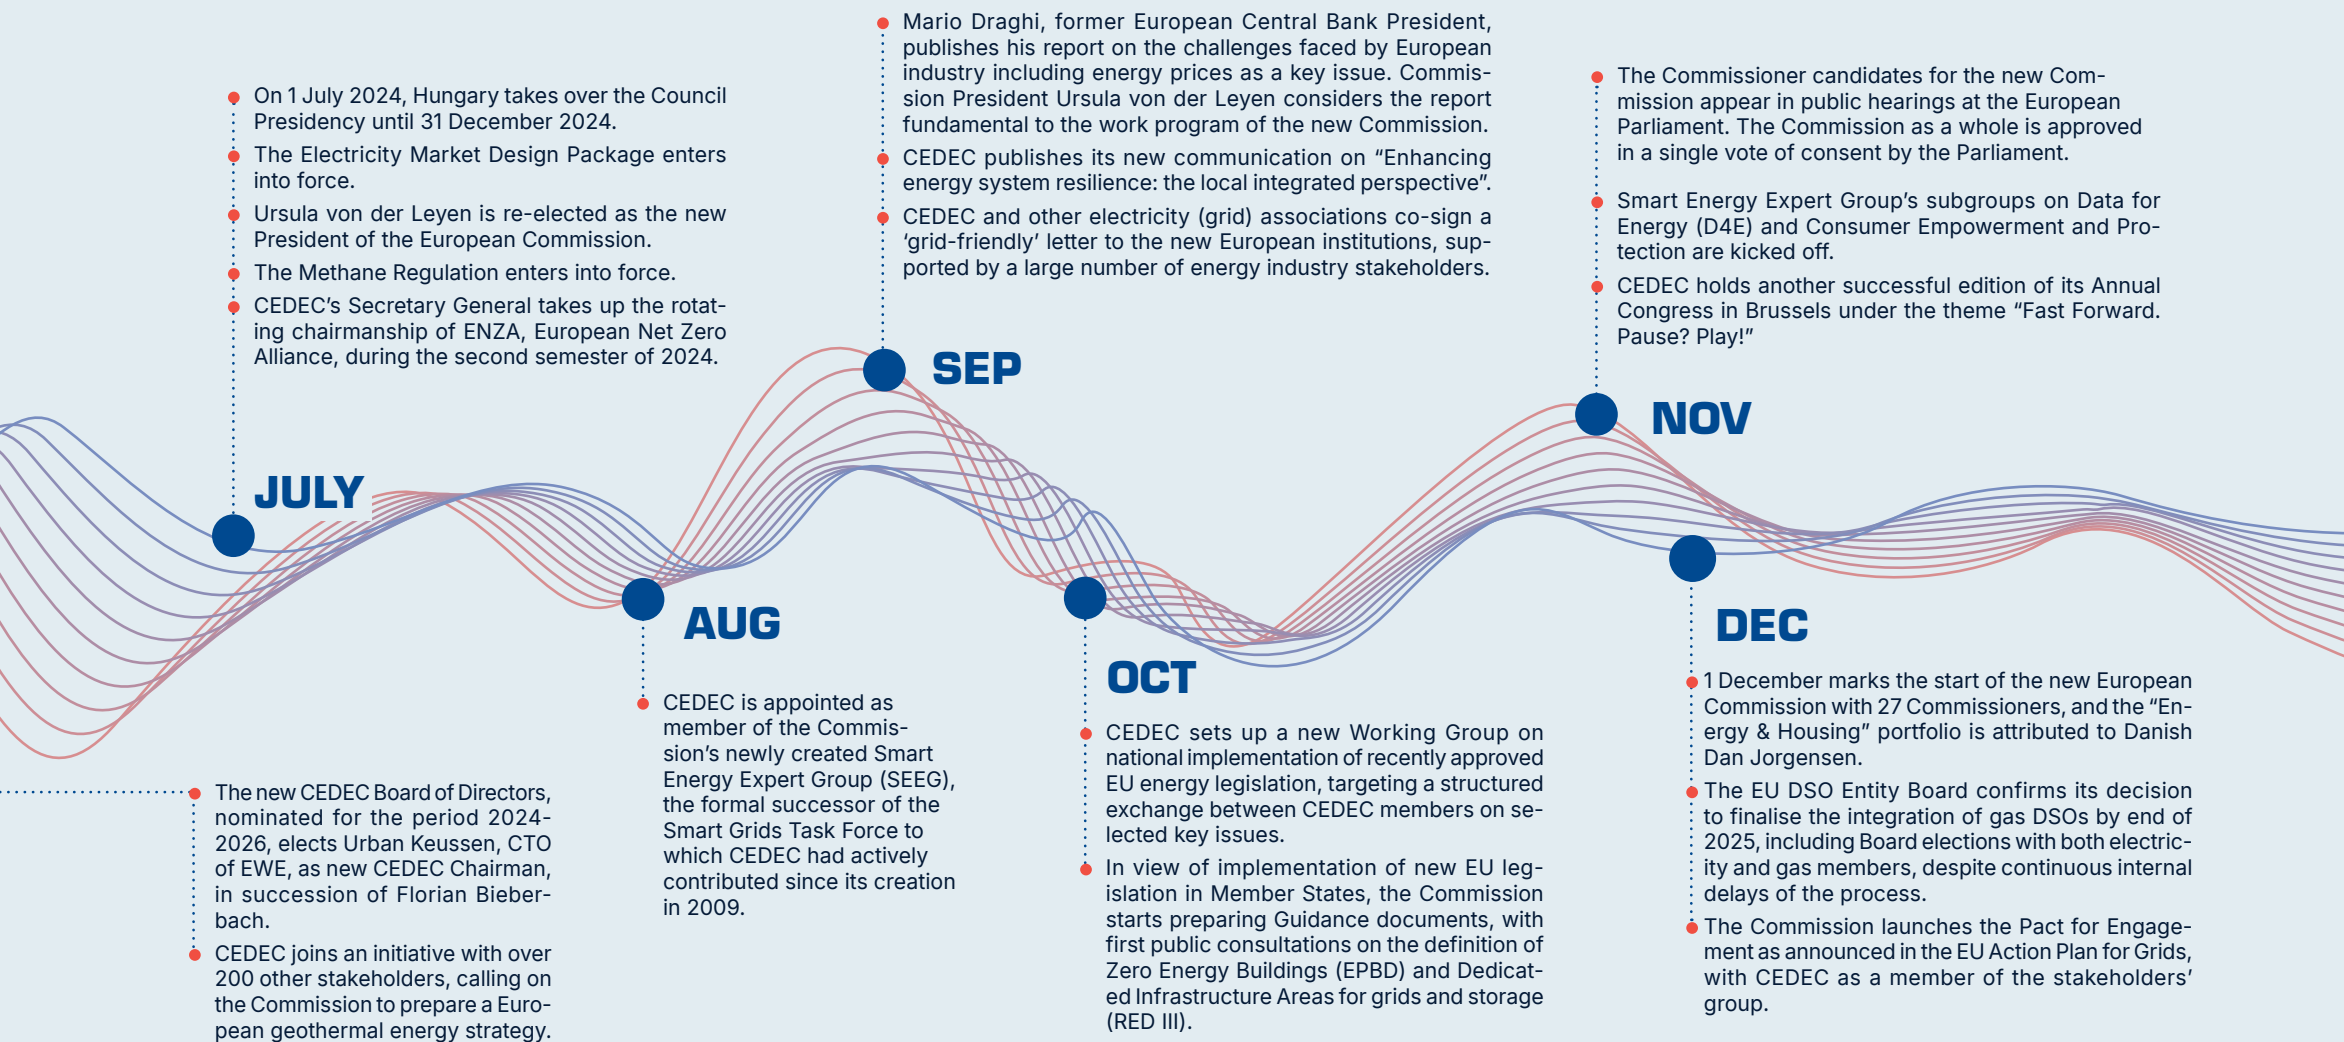 On 1 July 2024, Hungary takes over the Council
Presidency until 31 December 2024.
The Electricity Market Design Package enters
into force.
Ursula von der Leyen is re-elected as the new
President of the European Commission.
The Methane Regulation enters into force.
CEDEC’s Secretary General takes up the rotat-
ing chairmanship of ENZA, European Net Zero
Alliance, during the second semester of 2024.
JULY
The new CEDEC Board of Directors,
nominated for the period 2024-
2026, elects Urban Keussen, CTO
of EWE, as new CEDEC Chairman,
in succession of Florian Bieber-
bach.
CEDEC joins an initiative with over
200 other stakeholders, calling on
the Commission to prepare a Euro-
pean geothermal energy strategy.
AUG
CEDEC is appointed as
member of the Commis-
sion’s newly created Smart
Energy Expert Group (SEEG),
the formal successor of the
Smart Grids Task Force to
which CEDEC had actively
contributed since its creation
in 2009.
Mario Draghi, former European Central Bank President,
publishes his report on the challenges faced by European
industry including energy prices as a key issue. Commis-
sion President Ursula von der Leyen considers the report
fundamental to the work program of the new Commission.
CEDEC publishes its new communication on “Enhancing
energy system resilience: the local integrated perspective”.
CEDEC and other electricity (grid) associations co-sign a
‘grid-friendly’ letter to the new European institutions, sup-
ported by a large number of energy industry stakeholders.
SEP
OCT
CEDEC sets up a new Working Group on
national implementation of recently approved
EU energy legislation, targeting a structured
exchange between CEDEC members on se-
lected key issues.
In view of implementation of new EU leg-
islation in Member States, the Commission
starts preparing Guidance documents, with
first public consultations on the definition of
Zero Energy Buildings (EPBD) and Dedicat-
ed Infrastructure Areas for grids and storage
(RED III).
The Commissioner candidates for the new Com-
mission appear in public hearings at the European
Parliament. The Commission as a whole is approved
in a single vote of consent by the Parliament.
Smart Energy Expert Group’s subgroups on Data for
Energy (D4E) and Consumer Empowerment and Pro-
tection are kicked off.
CEDEC holds another successful edition of its Annual
Congress in Brussels under the theme “Fast Forward.
Pause? Play!”
NOV
DEC
1 December marks the start of the new European
Commission with 27 Commissioners, and the “En-
ergy & Housing” portfolio is attributed to Danish
Dan Jorgensen.
The EU DSO Entity Board confirms its decision
to finalise the integration of gas DSOs by end of
2025, including Board elections with both electric-
ity and gas members, despite continuous internal
delays of the process.
The Commission launches the Pact for Engage-
ment as announced in the EU Action Plan for Grids,
with CEDEC as a member of the stakeholders’
group.